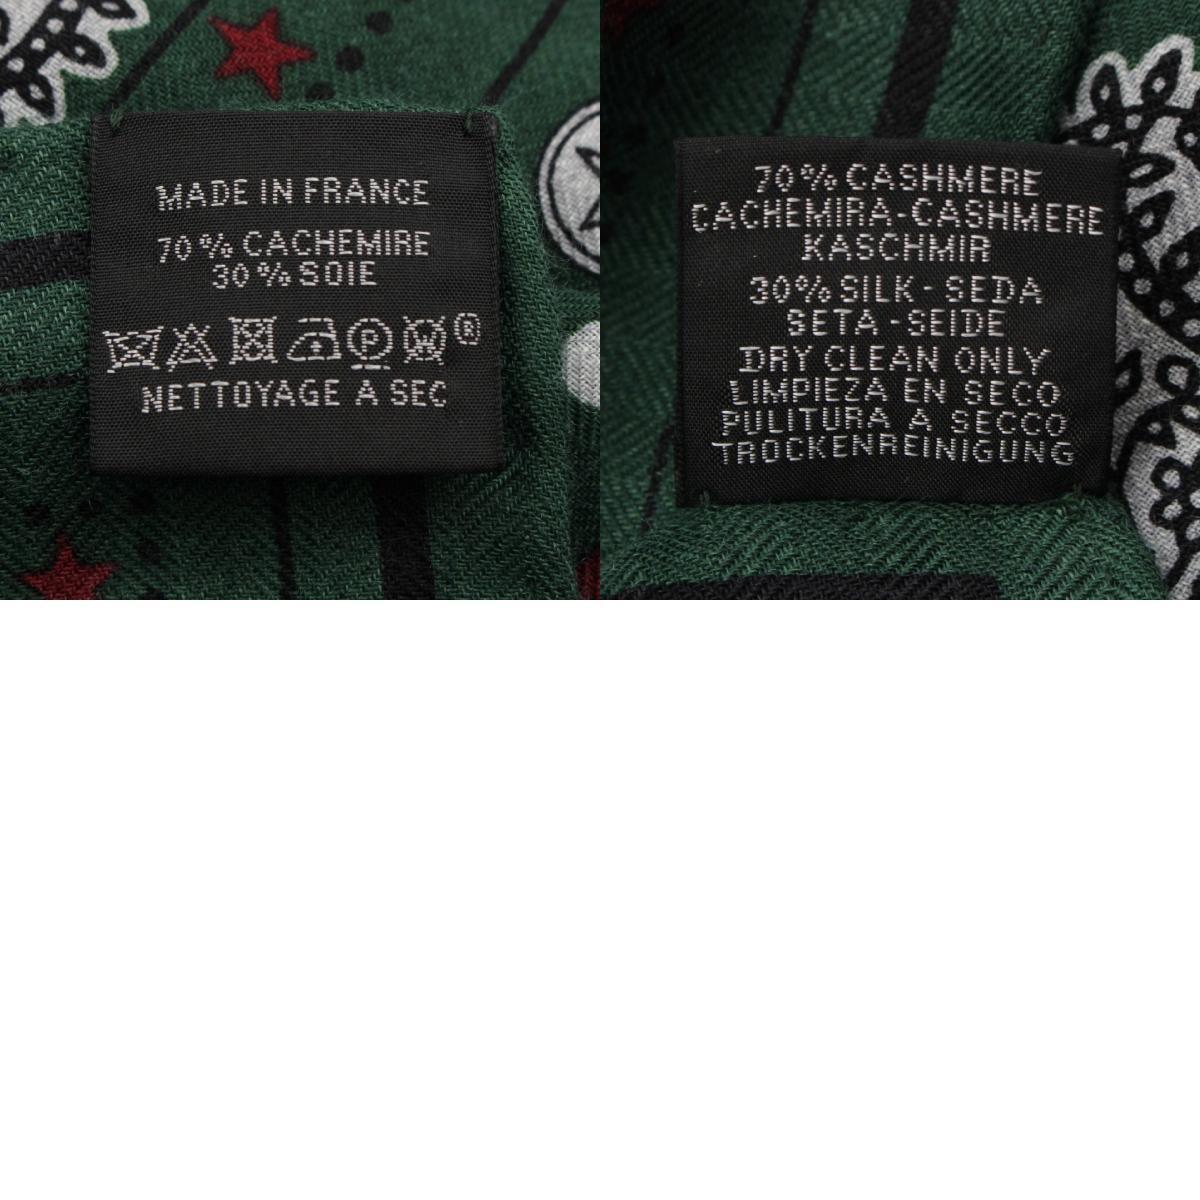 MADE IN FRANCE
70% CACHEMIRE
30% SOIE
P W ®
NETTOYAGE A SEC
70% CASHMERE
CACHEMIRA-CASHMERE
KASCHMIR
30% SILK - SEDA
SETA - SEIDE
DRY CLEAN ONLY
LIMPIEZA EN SECO
PULITURA A SECCO
TROCKENREINIGUNG